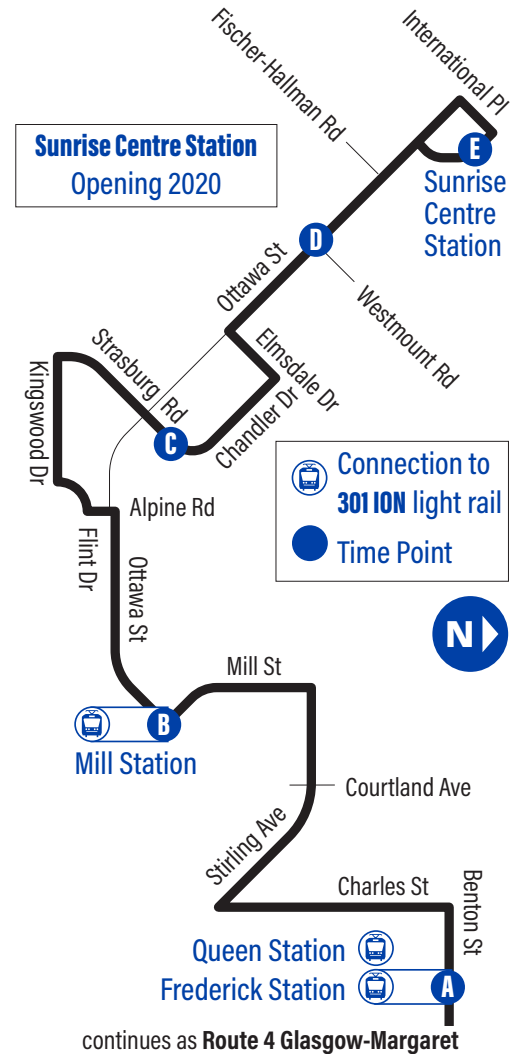 Fischer-Hallman Rd
International Pl
Sunrise Centre Station
Opening 2020
E
Sunrise
Centre
Station
D
Ottawa St
Westmount Rd
Elmsdale Dr
Strasburg Rd
Kingswood Dr
C
Chandler Dr
Connection to
301 ION light rail
Time Point
Alpine Rd
Flint Dr
Ottawa St
N
Mill St
B
Mill Station
Courtland Ave
Stirling Ave
Charles St
Benton St
Queen Station
Frederick Station
A
continues as Route 4 Glasgow-Margaret